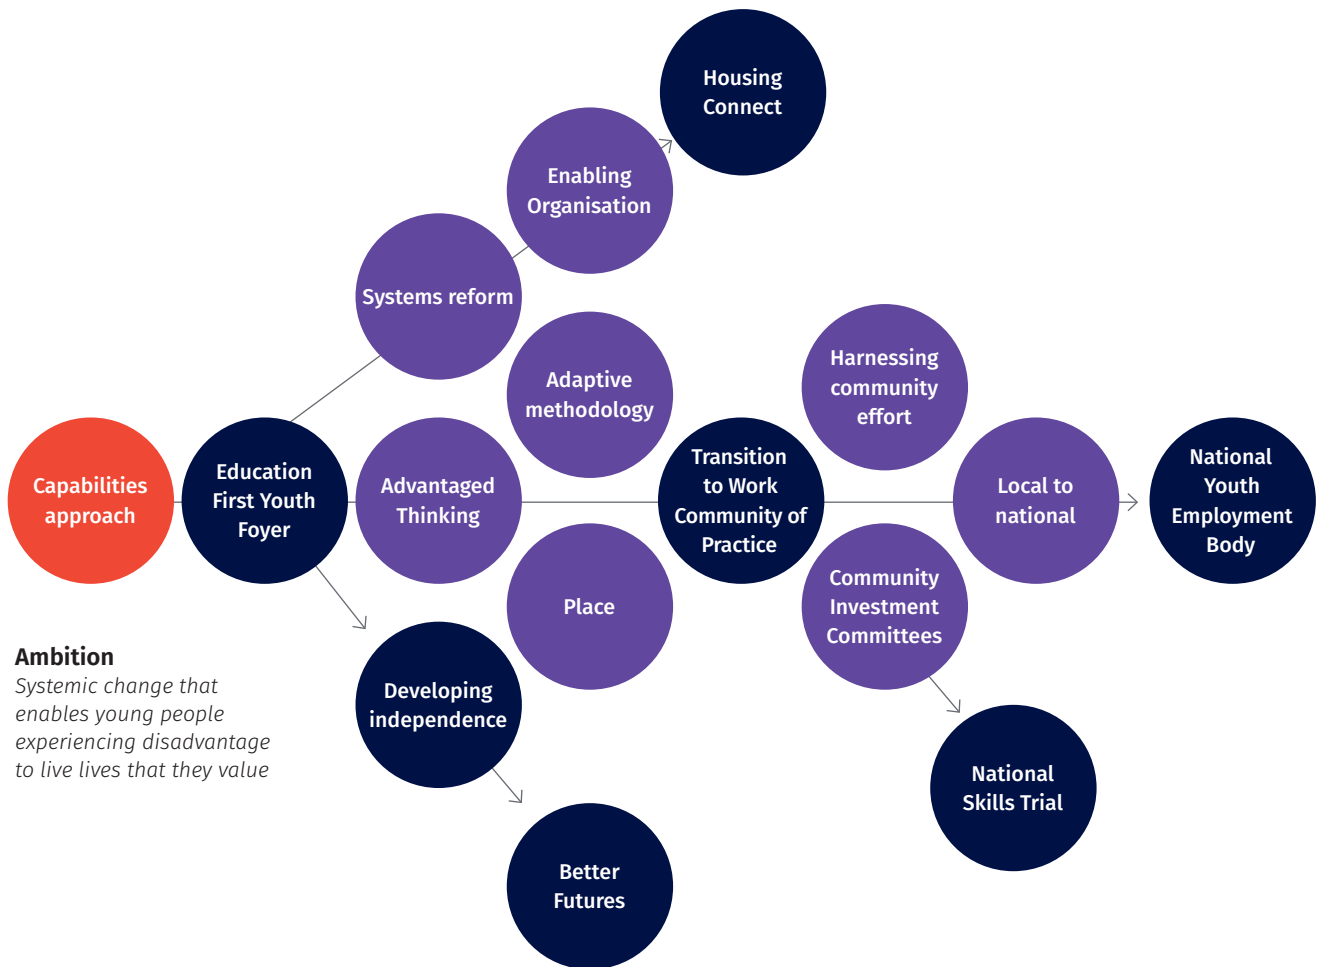 Housing
Connect
Enabling
Organisation
Systems reform
Adaptive
methodology
Harnessing
community
effort
Capabilities
approach
Education
First Youth
Foyer
Advantaged
Thinking
Transition
to Work
Community of
Practice
Local to
national
National
Youth
Employment
Body
Place
Community
Investment
Committees
Ambition
Systemic change that
enables young people
experiencing disadvantage
to live lives that they value
Developing
independence
National
Skills Trial
Better
Futures